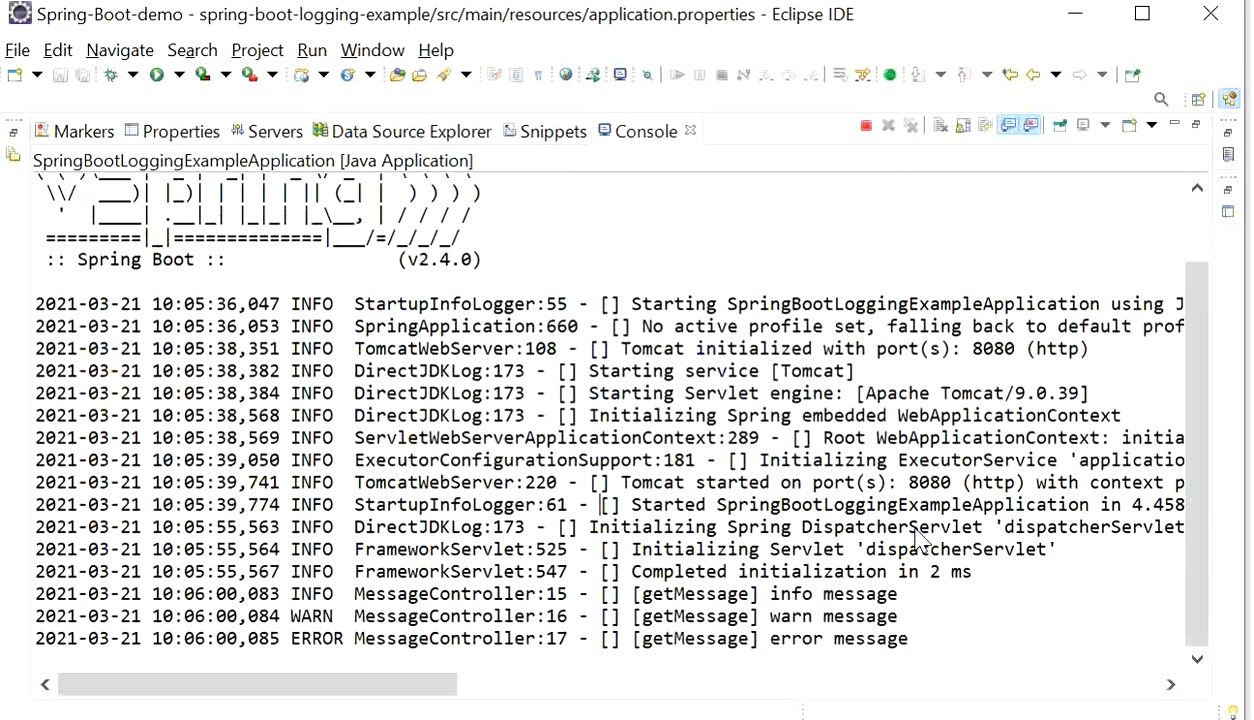 Spring-Boot-demo - spring-boot-logging-example/src/main/resources/application.properties - Eclipse IDE
File Edit Navigate Search Project Run Window Help
Markers Properties Servers Data Source Explorer Snippets Console
SpringBootLoggingExampleApplication [Java Application]
=========|_|==============|___/=/_/_/_/
:: Spring Boot :: (v2.4.0)
2021-03-21 10:05:36,047 INFO StartupInfoLogger:55 - [] Starting SpringBootLoggingExampleApplication using J
2021-03-21 10:05:36,053 INFO SpringApplication:660 - [] No active profile set, falling back to default prof
2021-03-21 10:05:38,351 INFO TomcatWebServer:108 - [] Tomcat initialized with port(s): 8080 (http)
2021-03-21 10:05:38,382 INFO DirectJDKLog:173 - [] Starting service [Tomcat]
2021-03-21 10:05:38,384 INFO DirectJDKLog:173 - [] Starting Servlet engine: [Apache Tomcat/9.0.39]
2021-03-21 10:05:38,568 INFO DirectJDKLog:173 - [] Initializing Spring embedded WebApplicationContext
2021-03-21 10:05:38,569 INFO ServletWebServerApplicationContext:289 - [] Root WebApplicationContext: initia
2021-03-21 10:05:39,050 INFO ExecutorConfigurationSupport:181 - [] Initializing ExecutorService 'applicatio
2021-03-21 10:05:39,741 INFO TomcatWebServer:220 - [] Tomcat started on port(s): 8080 (http) with context p
2021-03-21 10:05:39,774 INFO StartupInfoLogger:61 - [] Started SpringBootLoggingExampleApplication in 4.458
2021-03-21 10:05:55,563 INFO DirectJDKLog:173 - [] Initializing Spring DispatcherServlet 'dispatcherServlet
2021-03-21 10:05:55,564 INFO FrameworkServlet:525 - [] Initializing Servlet 'dispatcherServlet'
2021-03-21 10:05:55,567 INFO FrameworkServlet:547 - [] Completed initialization in 2 ms
2021-03-21 10:06:00,083 INFO MessageController:15 - [] [getMessage] info message
2021-03-21 10:06:00,084 WARN MessageController:16 - [] [getMessage] warn message
2021-03-21 10:06:00,085 ERROR MessageController:17 - [] [getMessage] error message